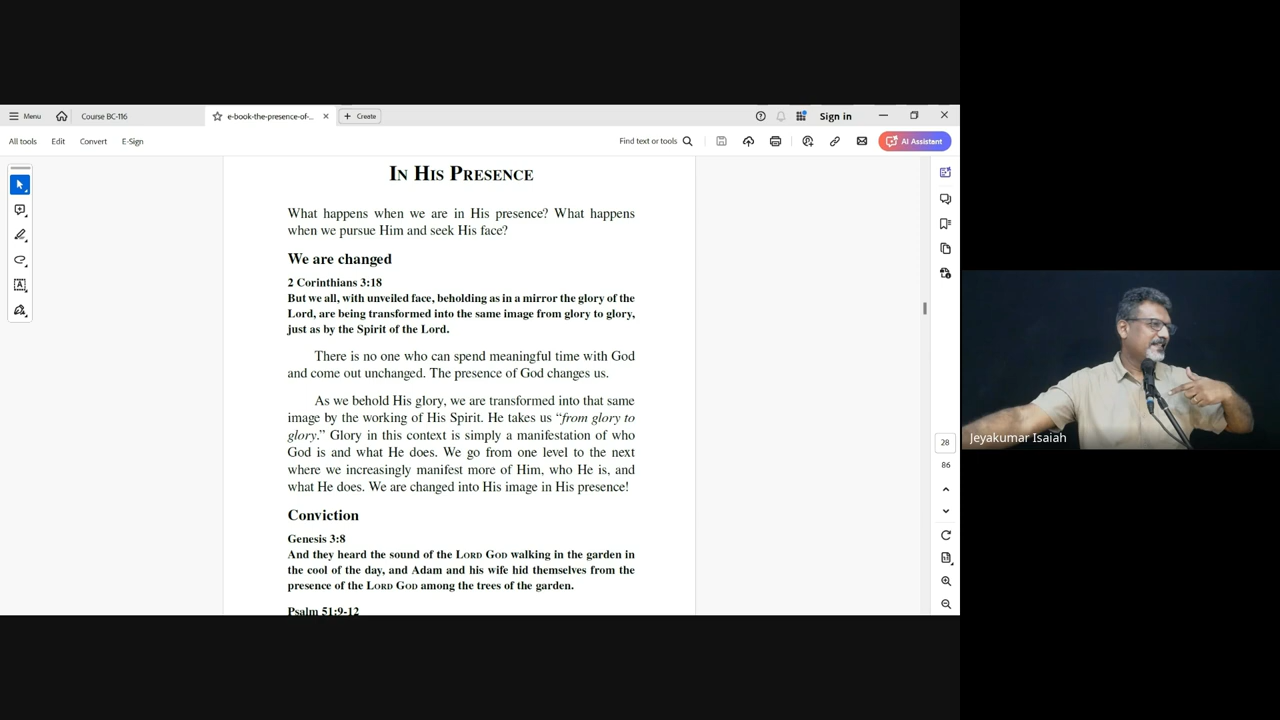 Menu
Course BC-116
e-book-the-presence-of-...
Create
Sign in
All tools
Edit
Convert
E-Sign
Find text or tools
AI Assistant
IN HIS PRESENCE
What happens when we are in His presence? What happens
when we pursue Him and seek His face?
We are changed
2 Corinthians 3:18
But we all, with unveiled face, beholding as in a mirror the glory of the
Lord, are being transformed into the same image from glory to glory,
just as by the Spirit of the Lord.
There is no one who can spend meaningful time with God
and come out unchanged. The presence of God changes us.
As we behold His glory, we are transformed into that same
image by the working of His Spirit. He takes us “from glory to
glory.” Glory in this context is simply a manifestation of who
God is and what He does. We go from one level to the next
where we increasingly manifest more of Him, who He is, and
what He does. We are changed into His image in His presence!
Conviction
Genesis 3:8
And they heard the sound of the LORD GOD walking in the garden in
the cool of the day, and Adam and his wife hid themselves from the
presence of the LORD GOD among the trees of the garden.
Psalm 51:9-12
28
86
Jeyakumar Isaiah